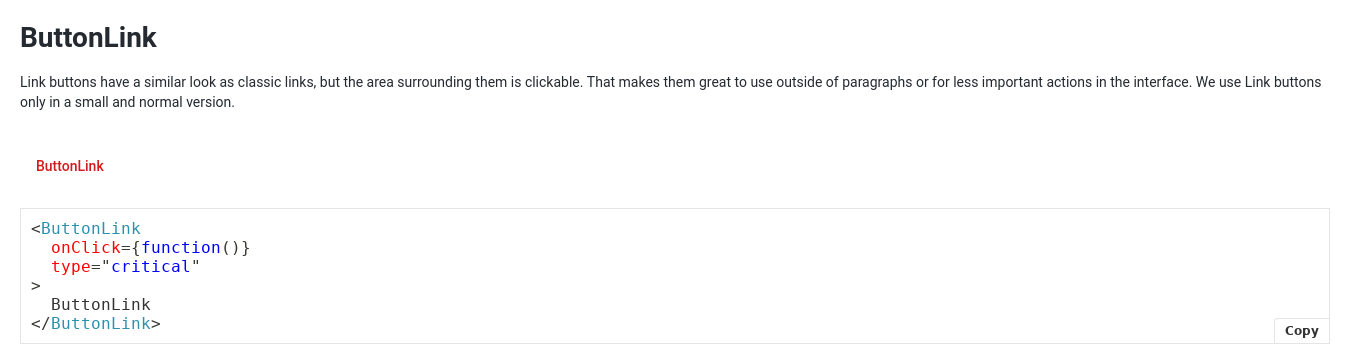 ButtonLink
Link buttons have a similar look as classic links, but the area surrounding them is clickable. That makes them great to use outside of paragraphs or for less important actions in the interface. We use Link buttons
only in a small and normal version.
ButtonLink
<ButtonLink
  onClick={function()}
  type="critical"
>
  ButtonLink
</ButtonLink>
Copy